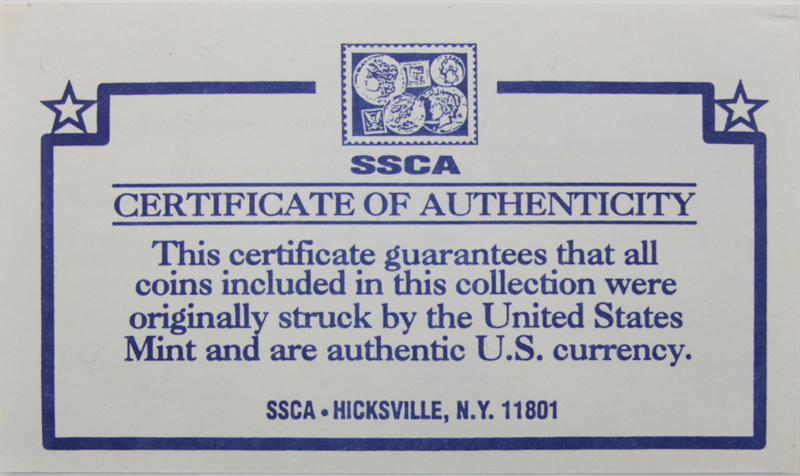 SSCA
CERTIFICATE OF AUTHENTICITY
This certificate guarantees that all
coins included in this collection were
originally struck by the United States
Mint and are authentic U.S. currency.
SSCA • HICKSVILLE, N.Y. 11801